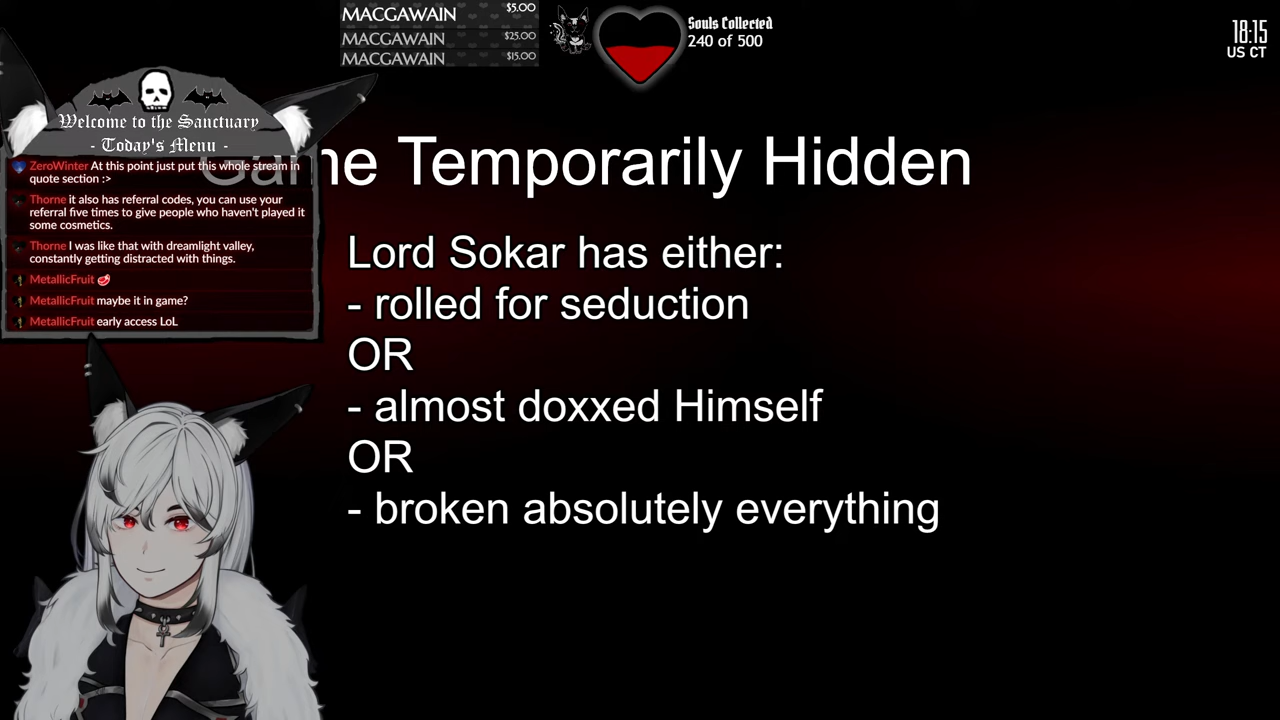 MACGAWAIN $5.00
MACGAWAIN $25.00
MACGAWAIN $15.00
Souls Collected
240 of 500
18:15
US CT
Welcome to the Sanctuary
- Today's Menu -
ZeroWinter At this point just put this whole stream in
quote section :>
Thorne it also has referral codes, you can use your
referral five times to give people who haven't played it
some cosmetics.
Thorne I was like that with dreamlight valley,
constantly getting distracted with things.
MetallicFruit
MetallicFruit maybe it in game?
MetallicFruit early access LoL
Game Temporarily Hidden
Lord Sokar has either:
- rolled for seduction
OR
- almost doxxed Himself
OR
- broken absolutely everything